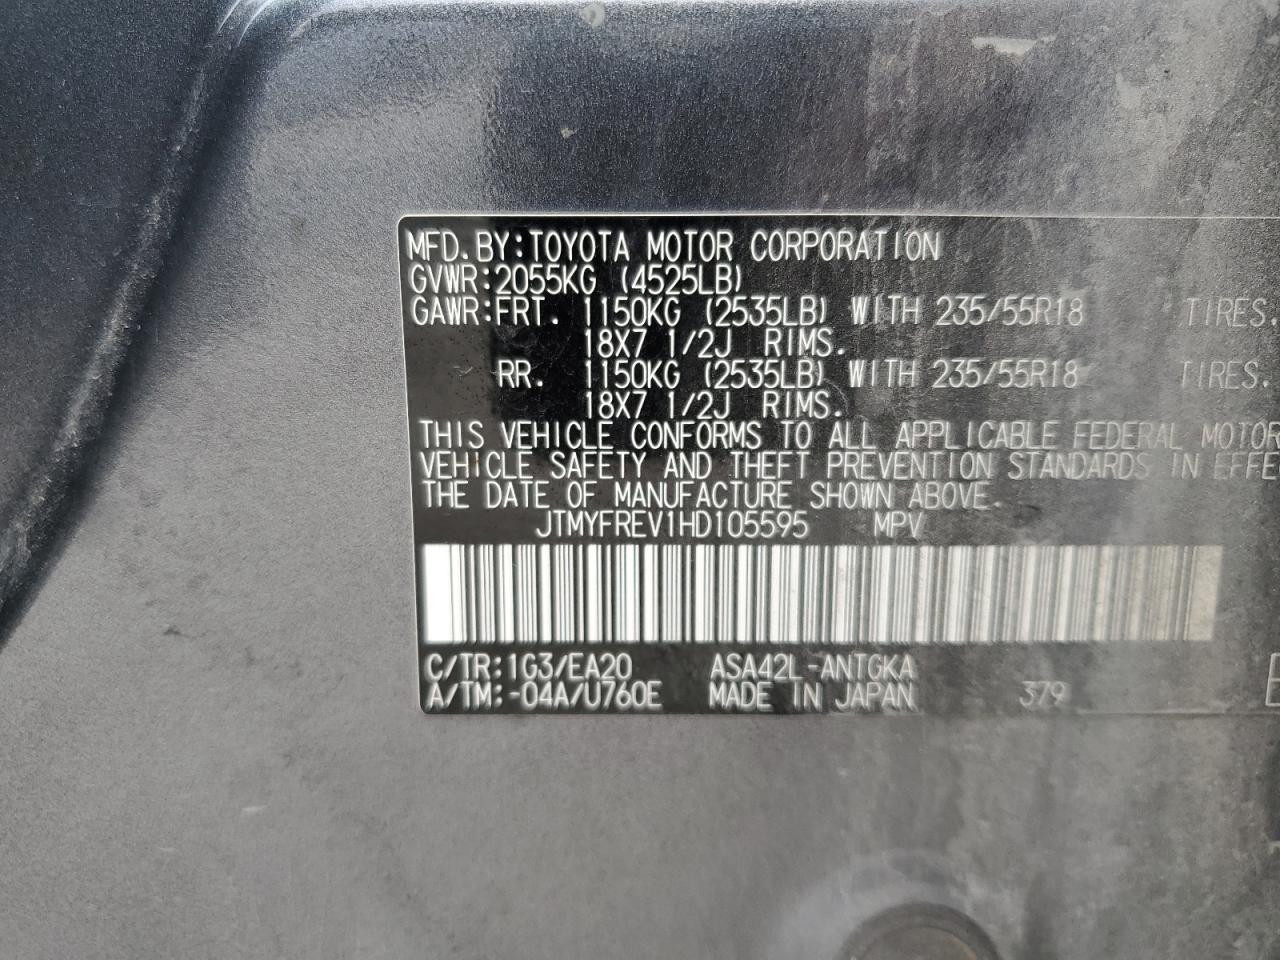 MFD. BY: TOYOTA MOTOR CORPORATION
GVWR: 2055KG (4525LB)
GAWR: FRT. 1150KG (2535LB) WITH 235/55R18 TIRES.
18X7 1/2J RIMS.
RR. 1150KG (2535LB) WITH 235/55R18 TIRES.
18X7 1/2J RIMS.
THIS VEHICLE CONFORMS TO ALL APPLICABLE FEDERAL MOTOR
VEHICLE SAFETY AND THEFT PREVENTION STANDARDS IN EFFE
THE DATE OF MANUFACTURE SHOWN ABOVE.
JTMYFREV1HD105595 MPV
C/TR: 1G3/EA20 ASA42L-ANTGKA
A/TM: -04A/U760E MADE IN JAPAN 379